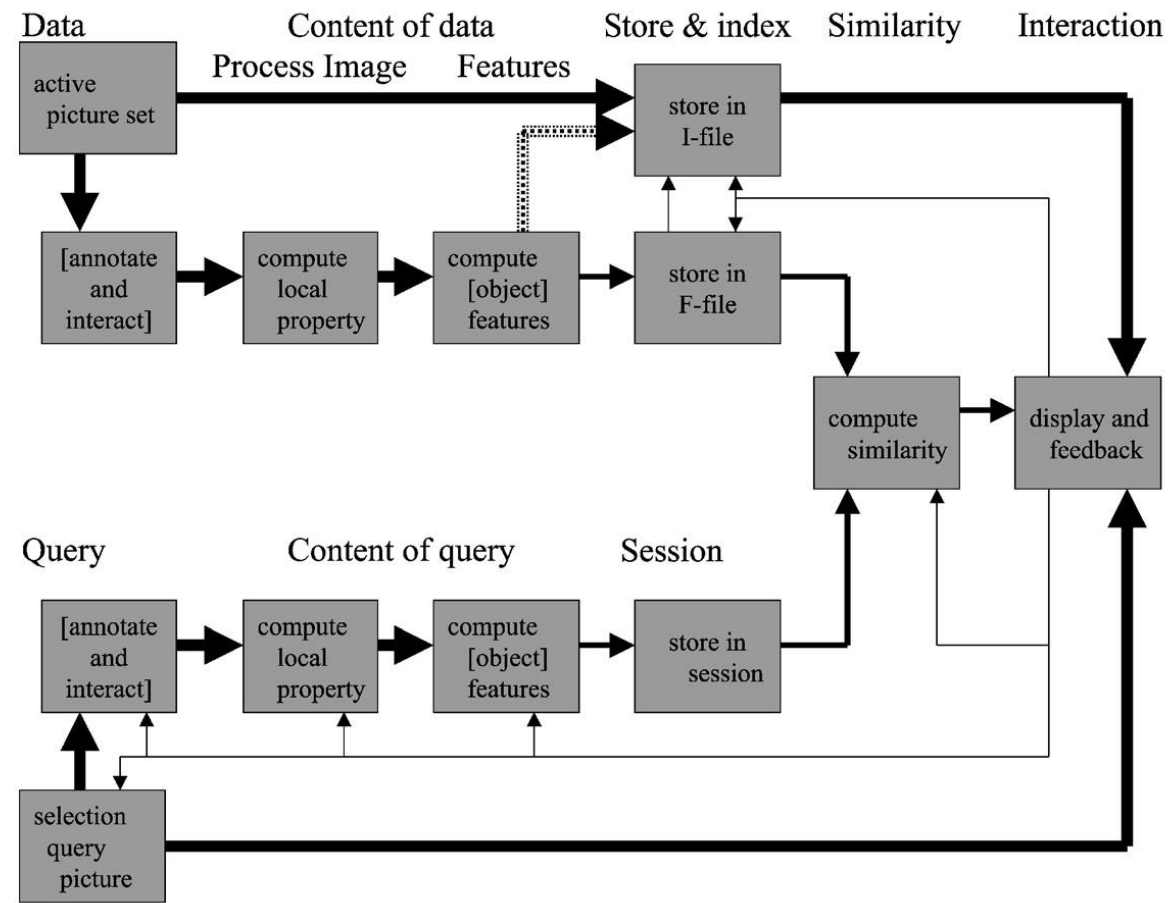 Data
Content of data
Store & index
Similarity
Interaction
Process Image
Features
active
picture set
store in
I-file
[annotate
and
interact]
compute
local
property
compute
[object]
features
store in
F-file
compute
similarity
display and
feedback
Query
Content of query
Session
[annotate
and
interact]
compute
local
property
compute
[object]
features
store in
session
selection
query
picture